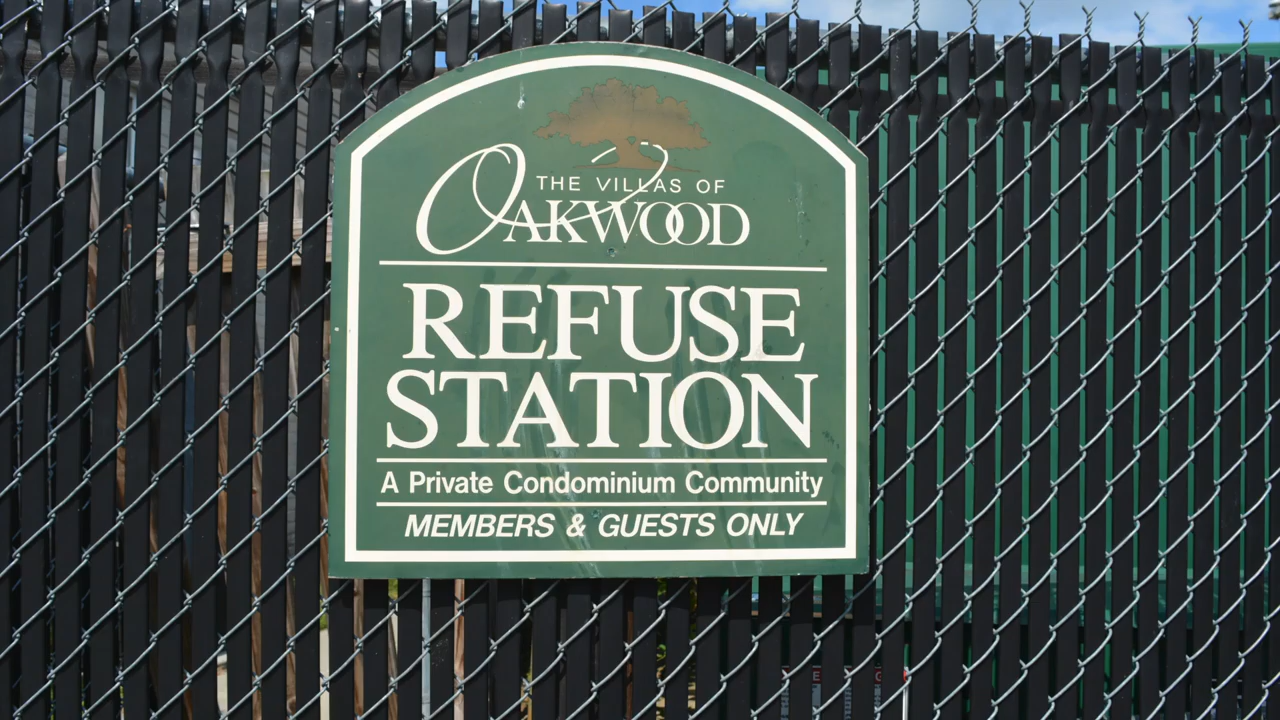 THE VILLAS OF
OAKWOOD
REFUSE
STATION
A Private Condominium Community
MEMBERS & GUESTS ONLY